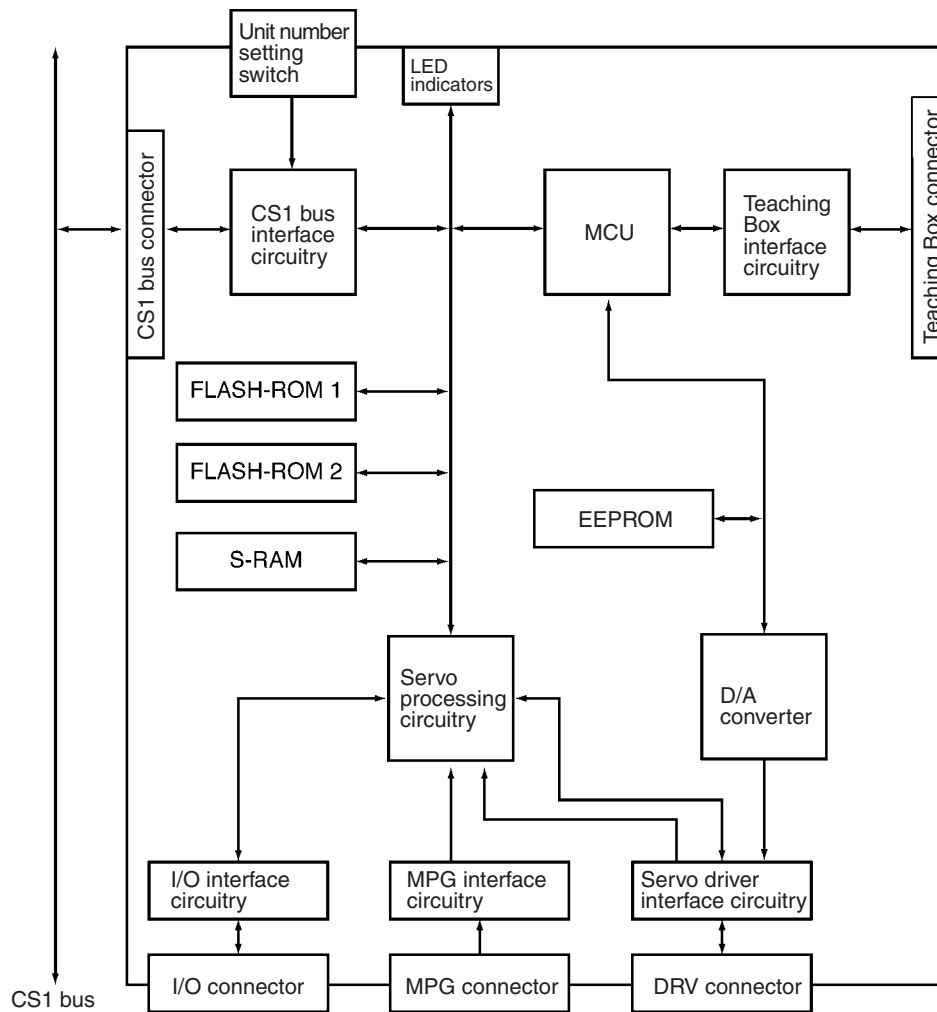 Unit number
setting
switch
LED
indicators
CS1 bus connector
CS1 bus
interface
circuitry
MCU
Teaching
Box
interface
circuitry
Teaching Box connector
FLASH-ROM 1
FLASH-ROM 2
S-RAM
EEPROM
Servo
processing
circuitry
D/A
converter
I/O interface
circuitry
MPG interface
circuitry
Servo driver
interface circuitry
I/O connector
MPG connector
DRV connector
CS1 bus